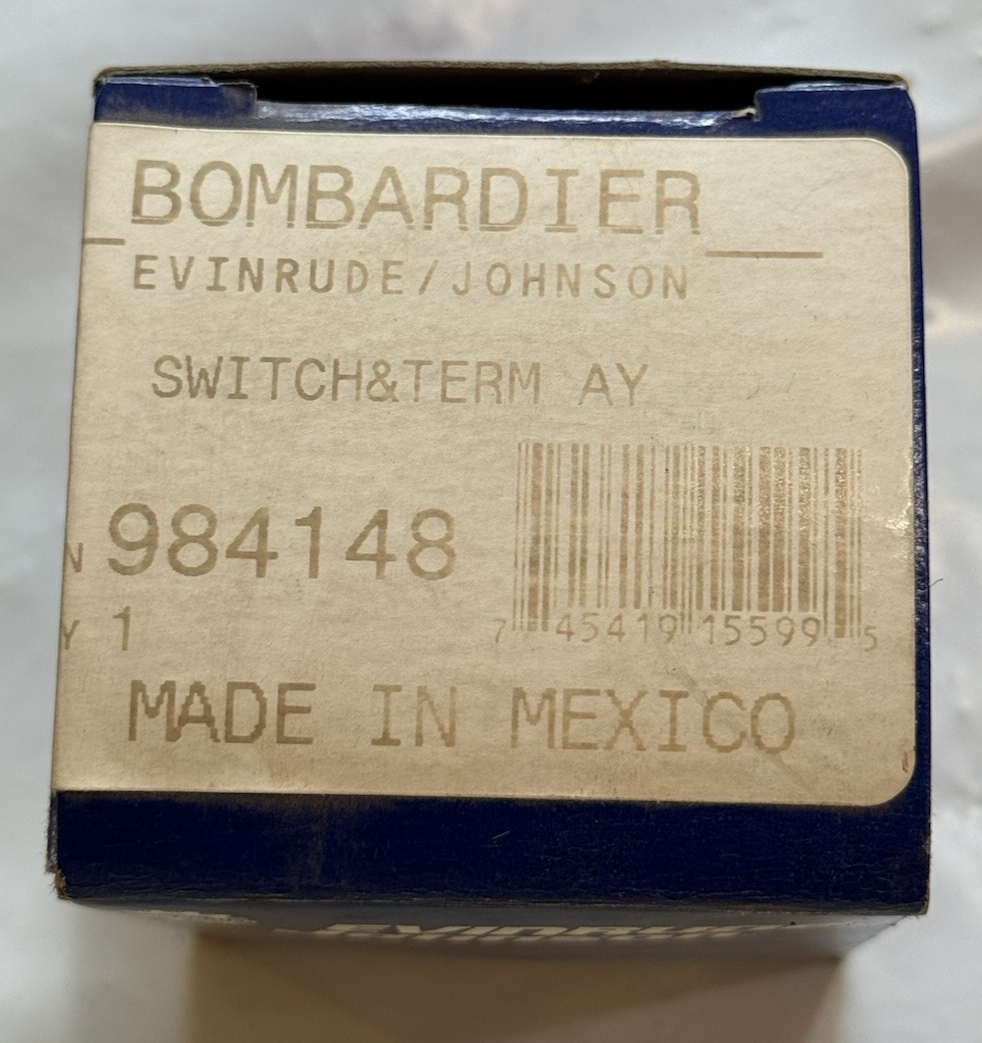 BOMBARDIER
EVINRUDE/JOHNSON
SWITCH&TERM AY
N 984148
Y 1
7 45419 15599 5
MADE IN MEXICO